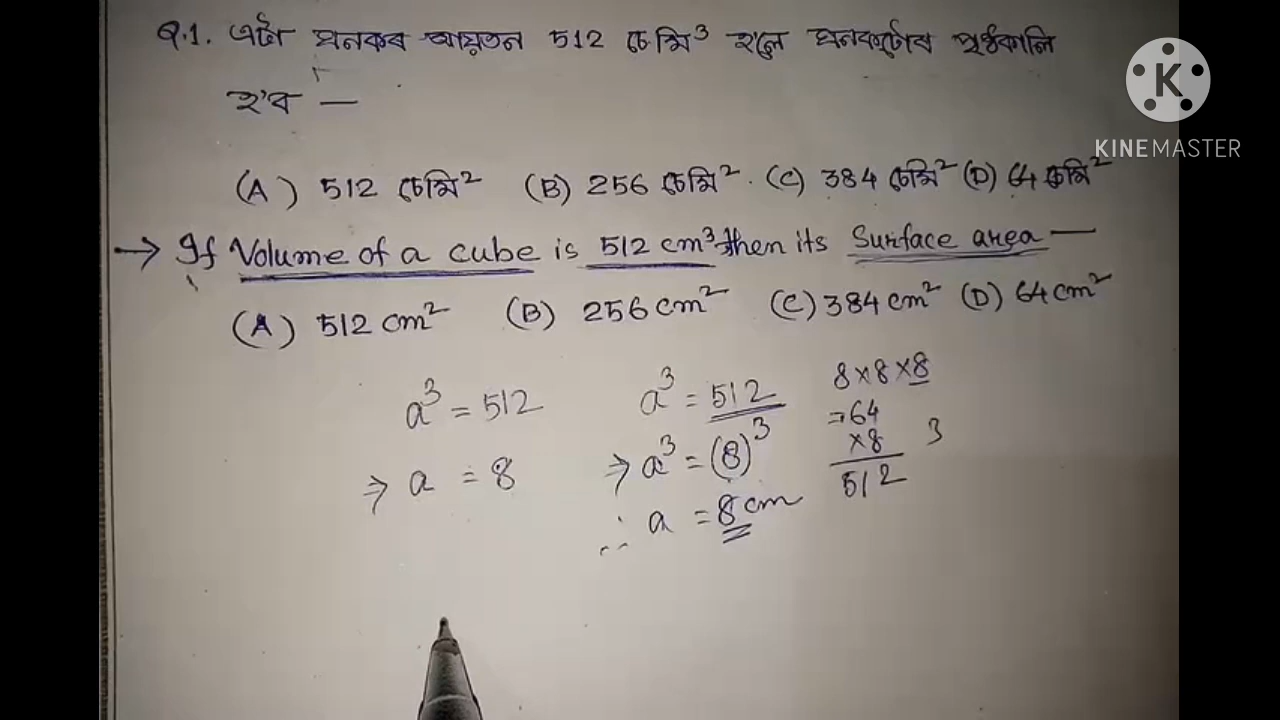 Q.1. এটা ঘনকৰ আয়তন 512 চেমি³ হ'লে ঘনকটোৰ পৃষ্ঠকালি
হ'ব —
(A) 512 চেমি² (B) 256 চেমি². (C) 384 চেমি² (D) 64 চেমি²
→ If Volume of a cube is 512 cm³ then its Surface area —
(A) 512 cm² (B) 256 cm² (C) 384 cm² (D) 64 cm²
a³ = 512
⇒ a = 8
a³ = 512
⇒ a³ = (8)³
∴ a = 8 cm
8×8×8
= 64
×8
512
3
K
KINEMASTER